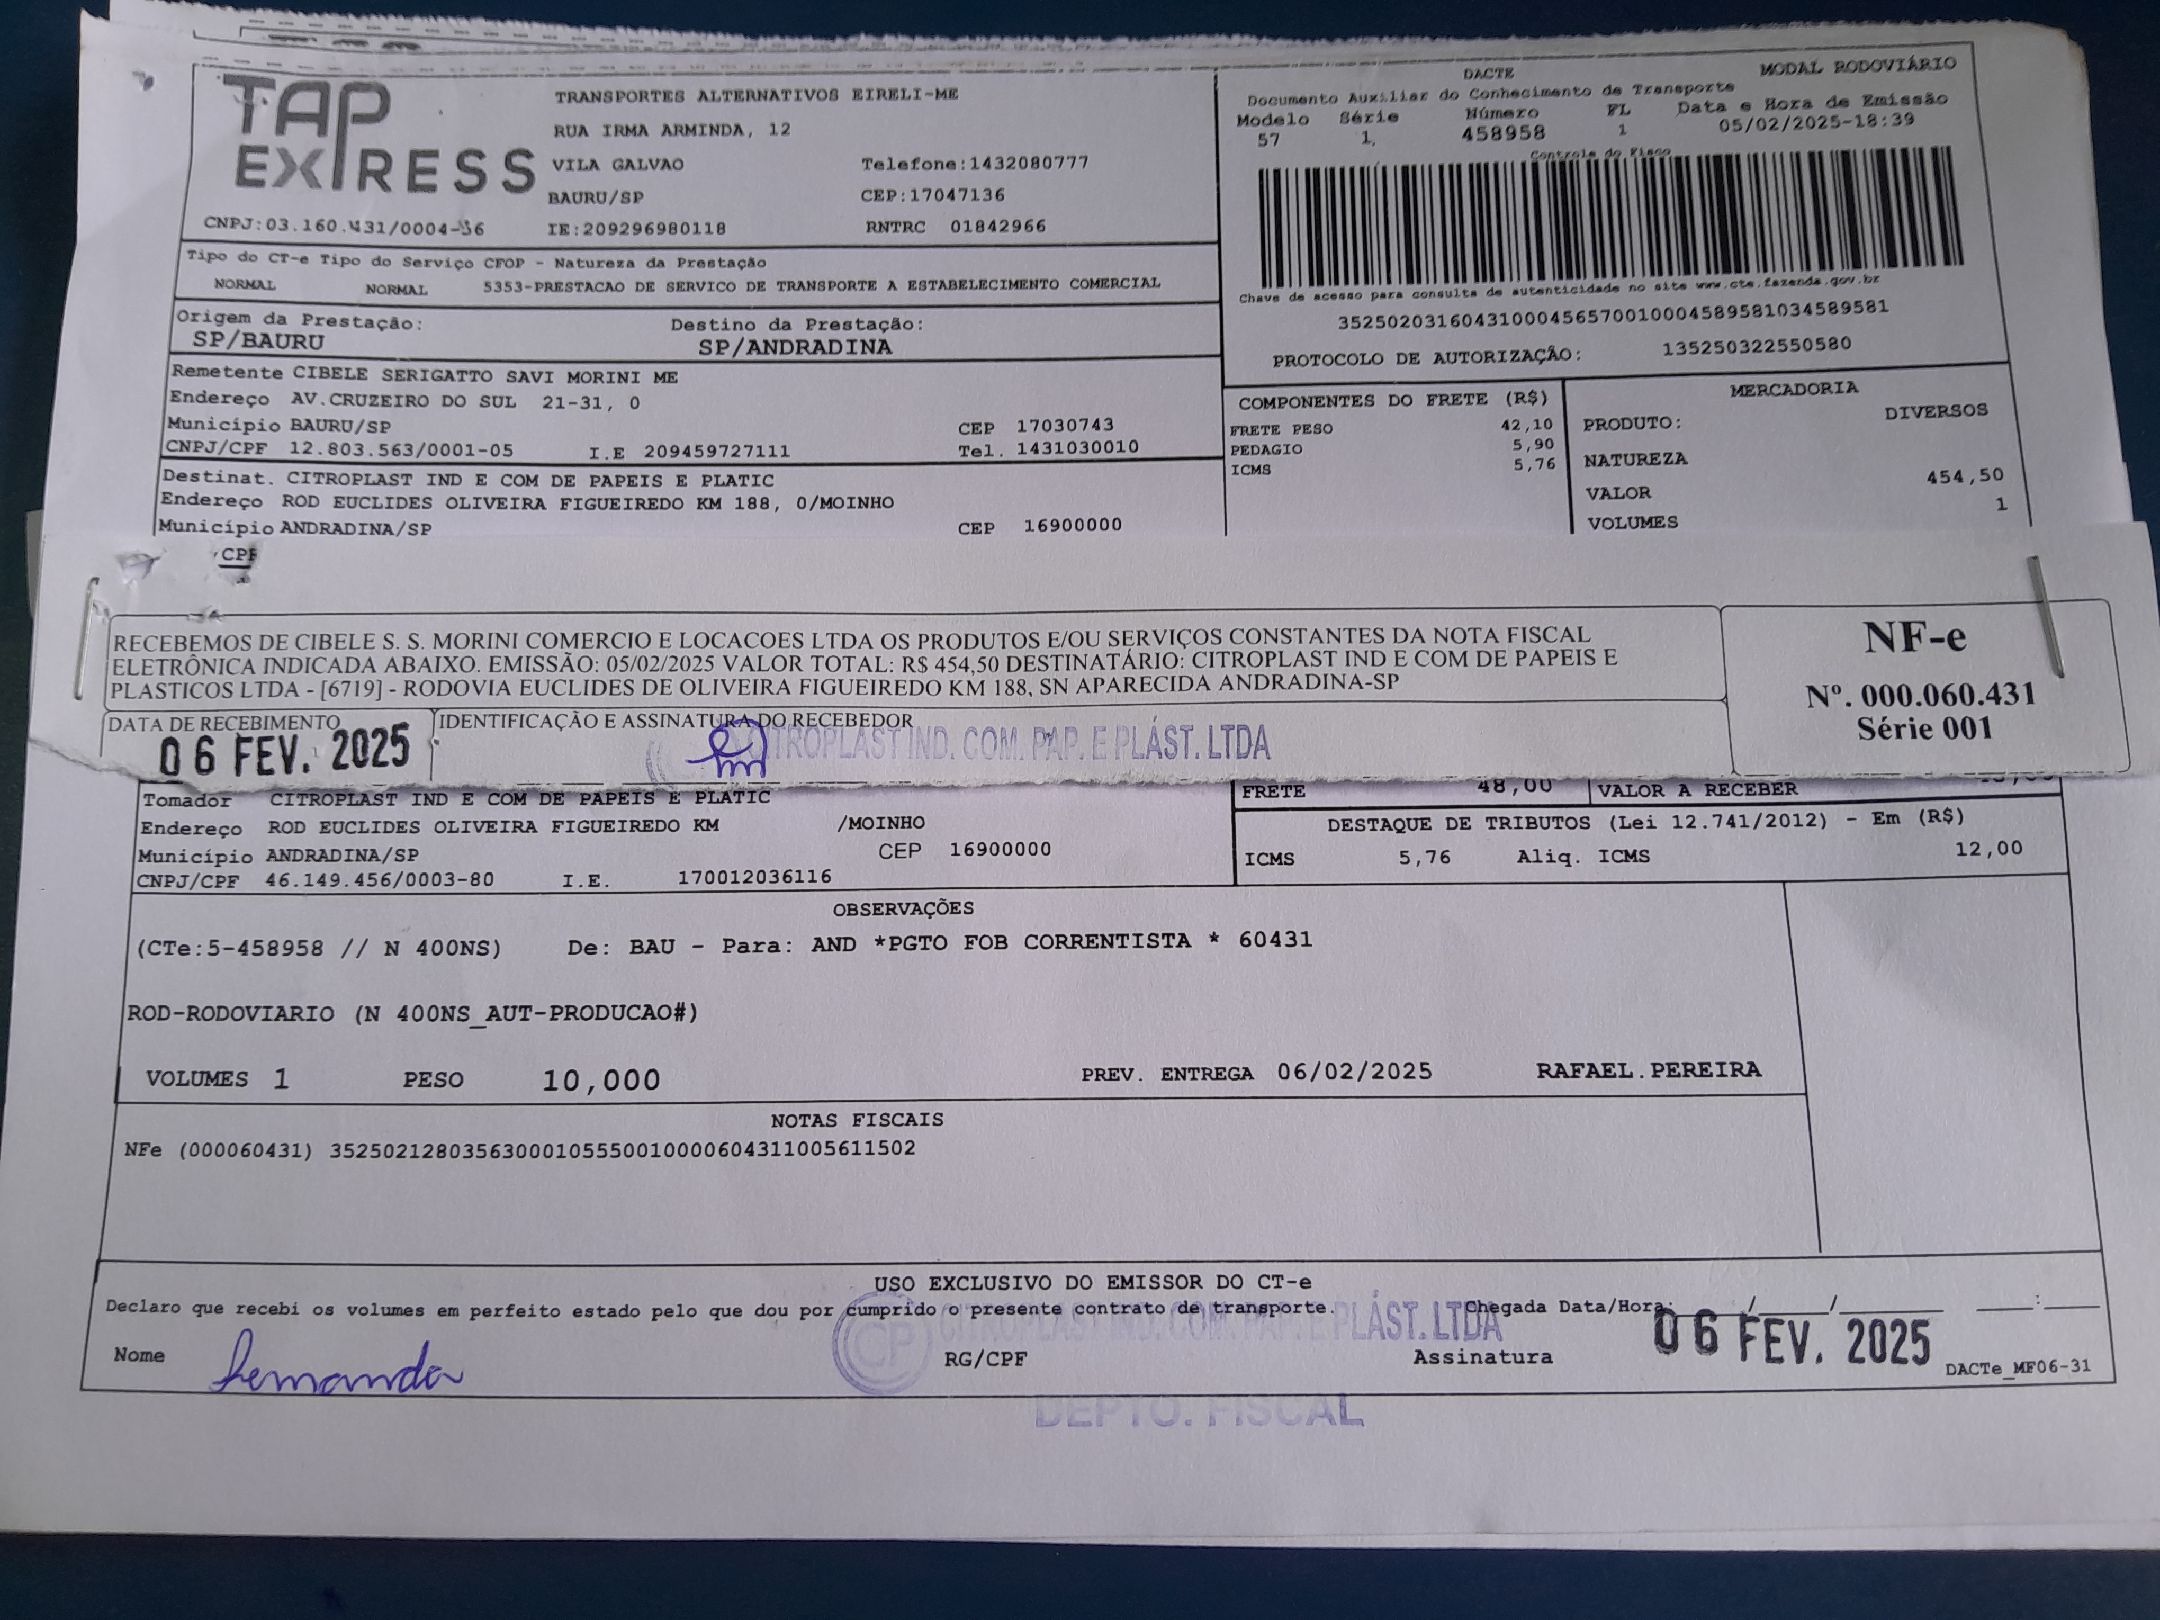 TAP EXPRESS
TRANSPORTES ALTERNATIVOS EIRELI-ME
RUA IRMA ARMINDA, 12
VILA GALVAO Telefone:1432080777
BAURU/SP CEP:17047136
CNPJ:03.160.431/0004-56 IE:209296980118 RNTRC 01842966
DACTE MODAL RODOVIÁRIO
Documento Auxiliar do Conhecimento de Transporte
Modelo Série Número FL Data e Hora de Emissão
57 1, 458958 1 05/02/2025-18:39
Controle do Fisco
Chave de acesso para consulta de autenticidade no site www.cte.fazenda.gov.br
35250203160431000456570010004589581034589581
PROTOCOLO DE AUTORIZAÇÃO: 135250322550580
Tipo do CT-e Tipo do Serviço CFOP - Natureza da Prestação
NORMAL NORMAL 5353-PRESTACAO DE SERVICO DE TRANSPORTE A ESTABELECIMENTO COMERCIAL
Origem da Prestação: Destino da Prestação:
SP/BAURU SP/ANDRADINA
Remetente CIBELE SERIGATTO SAVI MORINI ME
Endereço AV.CRUZEIRO DO SUL 21-31, 0
Município BAURU/SP CEP 17030743
CNPJ/CPF 12.803.563/0001-05 I.E 209459727111 Tel. 1431030010
Destinat. CITROPLAST IND E COM DE PAPEIS E PLATIC
Endereço ROD EUCLIDES OLIVEIRA FIGUEIREDO KM 188, 0/MOINHO
Município ANDRADINA/SP CEP 16900000
CPF
COMPONENTES DO FRETE (R$)
FRETE PESO 42,10
PEDAGIO 5,90
ICMS 5,76
MERCADORIA
PRODUTO: DIVERSOS
NATUREZA
VALOR 454,50
VOLUMES 1
RECEBEMOS DE CIBELE S. S. MORINI COMERCIO E LOCACOES LTDA OS PRODUTOS E/OU SERVIÇOS CONSTANTES DA NOTA FISCAL
ELETRÔNICA INDICADA ABAIXO. EMISSÃO: 05/02/2025 VALOR TOTAL: R$ 454,50 DESTINATÁRIO: CITROPLAST IND E COM DE PAPEIS E
PLASTICOS LTDA - [6719] - RODOVIA EUCLIDES DE OLIVEIRA FIGUEIREDO KM 188, SN APARECIDA ANDRADINA-SP
DATA DE RECEBIMENTO IDENTIFICAÇÃO E ASSINATURA DO RECEBEDOR
06 FEV. 2025 CITROPLAST IND. COM. PAP. E PLÁST. LTDA
NF-e
Nº. 000.060.431
Série 001
Tomador CITROPLAST IND E COM DE PAPEIS E PLATIC
Endereço ROD EUCLIDES OLIVEIRA FIGUEIREDO KM /MOINHO
Município ANDRADINA/SP CEP 16900000
CNPJ/CPF 46.149.456/0003-80 I.E. 170012036116
FRETE 48,00 VALOR A RECEBER
DESTAQUE DE TRIBUTOS (Lei 12.741/2012) - Em (R$)
ICMS 5,76 Aliq. ICMS 12,00
OBSERVAÇÕES
(CTe:5-458958 // N 400NS) De: BAU - Para: AND *PGTO FOB CORRENTISTA * 60431
ROD-RODOVIARIO (N 400NS_AUT-PRODUCAO#)
VOLUMES 1 PESO 10,000 PREV. ENTREGA 06/02/2025 RAFAEL.PEREIRA
NOTAS FISCAIS
NFe (000060431) 35250212803563000105550010000604311005611502
USO EXCLUSIVO DO EMISSOR DO CT-e
Declaro que recebi os volumes em perfeito estado pelo que dou por cumprido o presente contrato de transporte. Chegada Data/Hora: / / :
CP CITROPLAST IND. COM. PAP. E PLÁST. LTDA
06 FEV. 2025
Nome Fernanda RG/CPF Assinatura DACTe_MF06-31
DEPTO. FISCAL